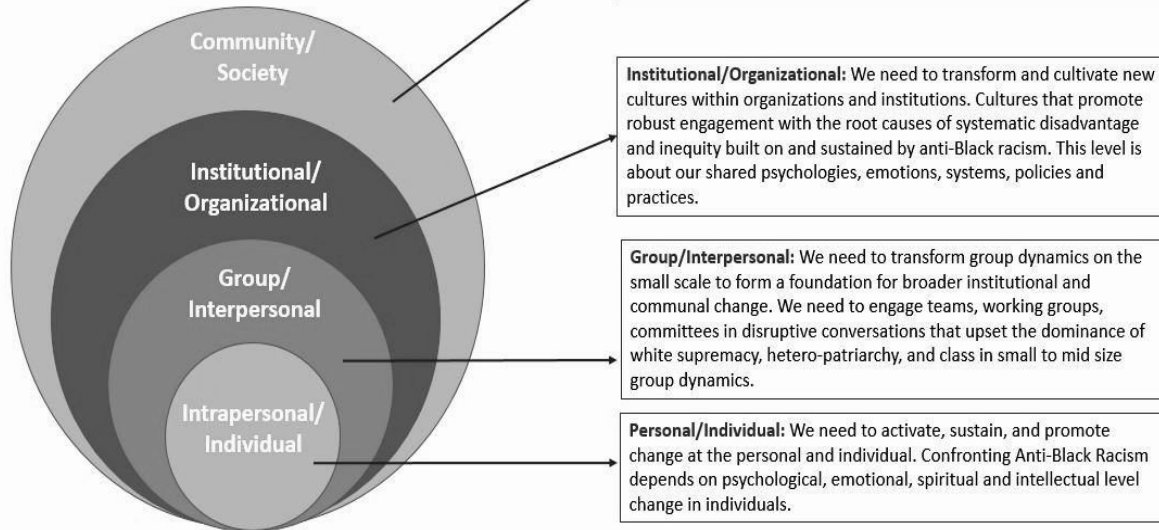 Community/
Society
Institutional/
Organizational
Group/
Interpersonal
Intrapersonal/
Individual
Institutional/Organizational: We need to transform and cultivate new
cultures within organizations and institutions. Cultures that promote
robust engagement with the root causes of systematic disadvantage
and inequity built on and sustained by anti-Black racism. This level is
about our shared psychologies, emotions, systems, policies and
practices.
Group/Interpersonal: We need to transform group dynamics on the
small scale to form a foundation for broader institutional and
communal change. We need to engage teams, working groups,
committees in disruptive conversations that upset the dominance of
white supremacy, hetero-patriarchy, and class in small to mid size
group dynamics.
Personal/Individual: We need to activate, sustain, and promote
change at the personal and individual. Confronting Anti-Black Racism
depends on psychological, emotional, spiritual and intellectual level
change in individuals.